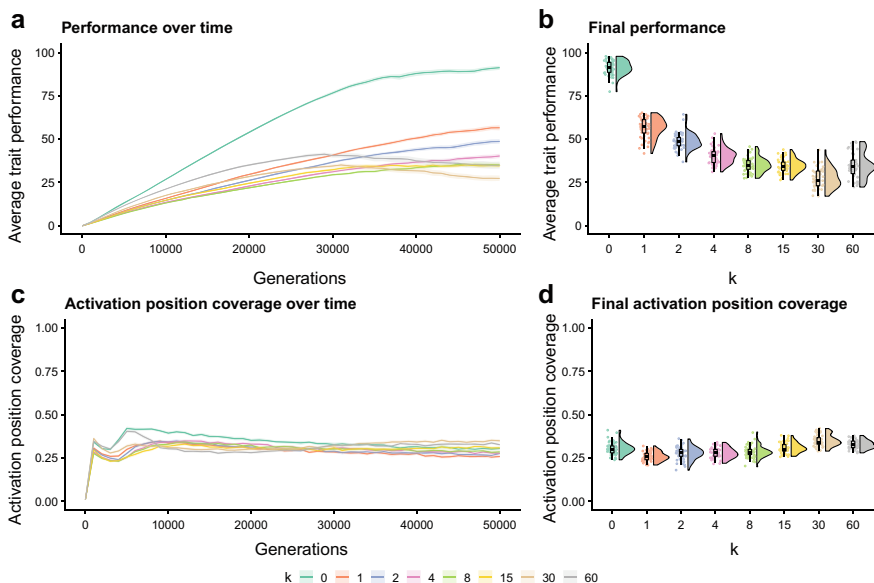 a
Performance over time
Average trait performance
100
75
50
25
0
0 10000 20000 30000 40000 50000
Generations
b
Final performance
Average trait performance
100
75
50
25
0
0 1 2 4 8 15 30 60
k
c
Activation position coverage over time
Activation position coverage
1.00
0.75
0.50
0.25
0.00
0 10000 20000 30000 40000 50000
Generations
d
Final activation position coverage
Activation position coverage
1.00
0.75
0.50
0.25
0.00
0 1 2 4 8 15 30 60
k
k 0 1 2 4 8 15 30 60